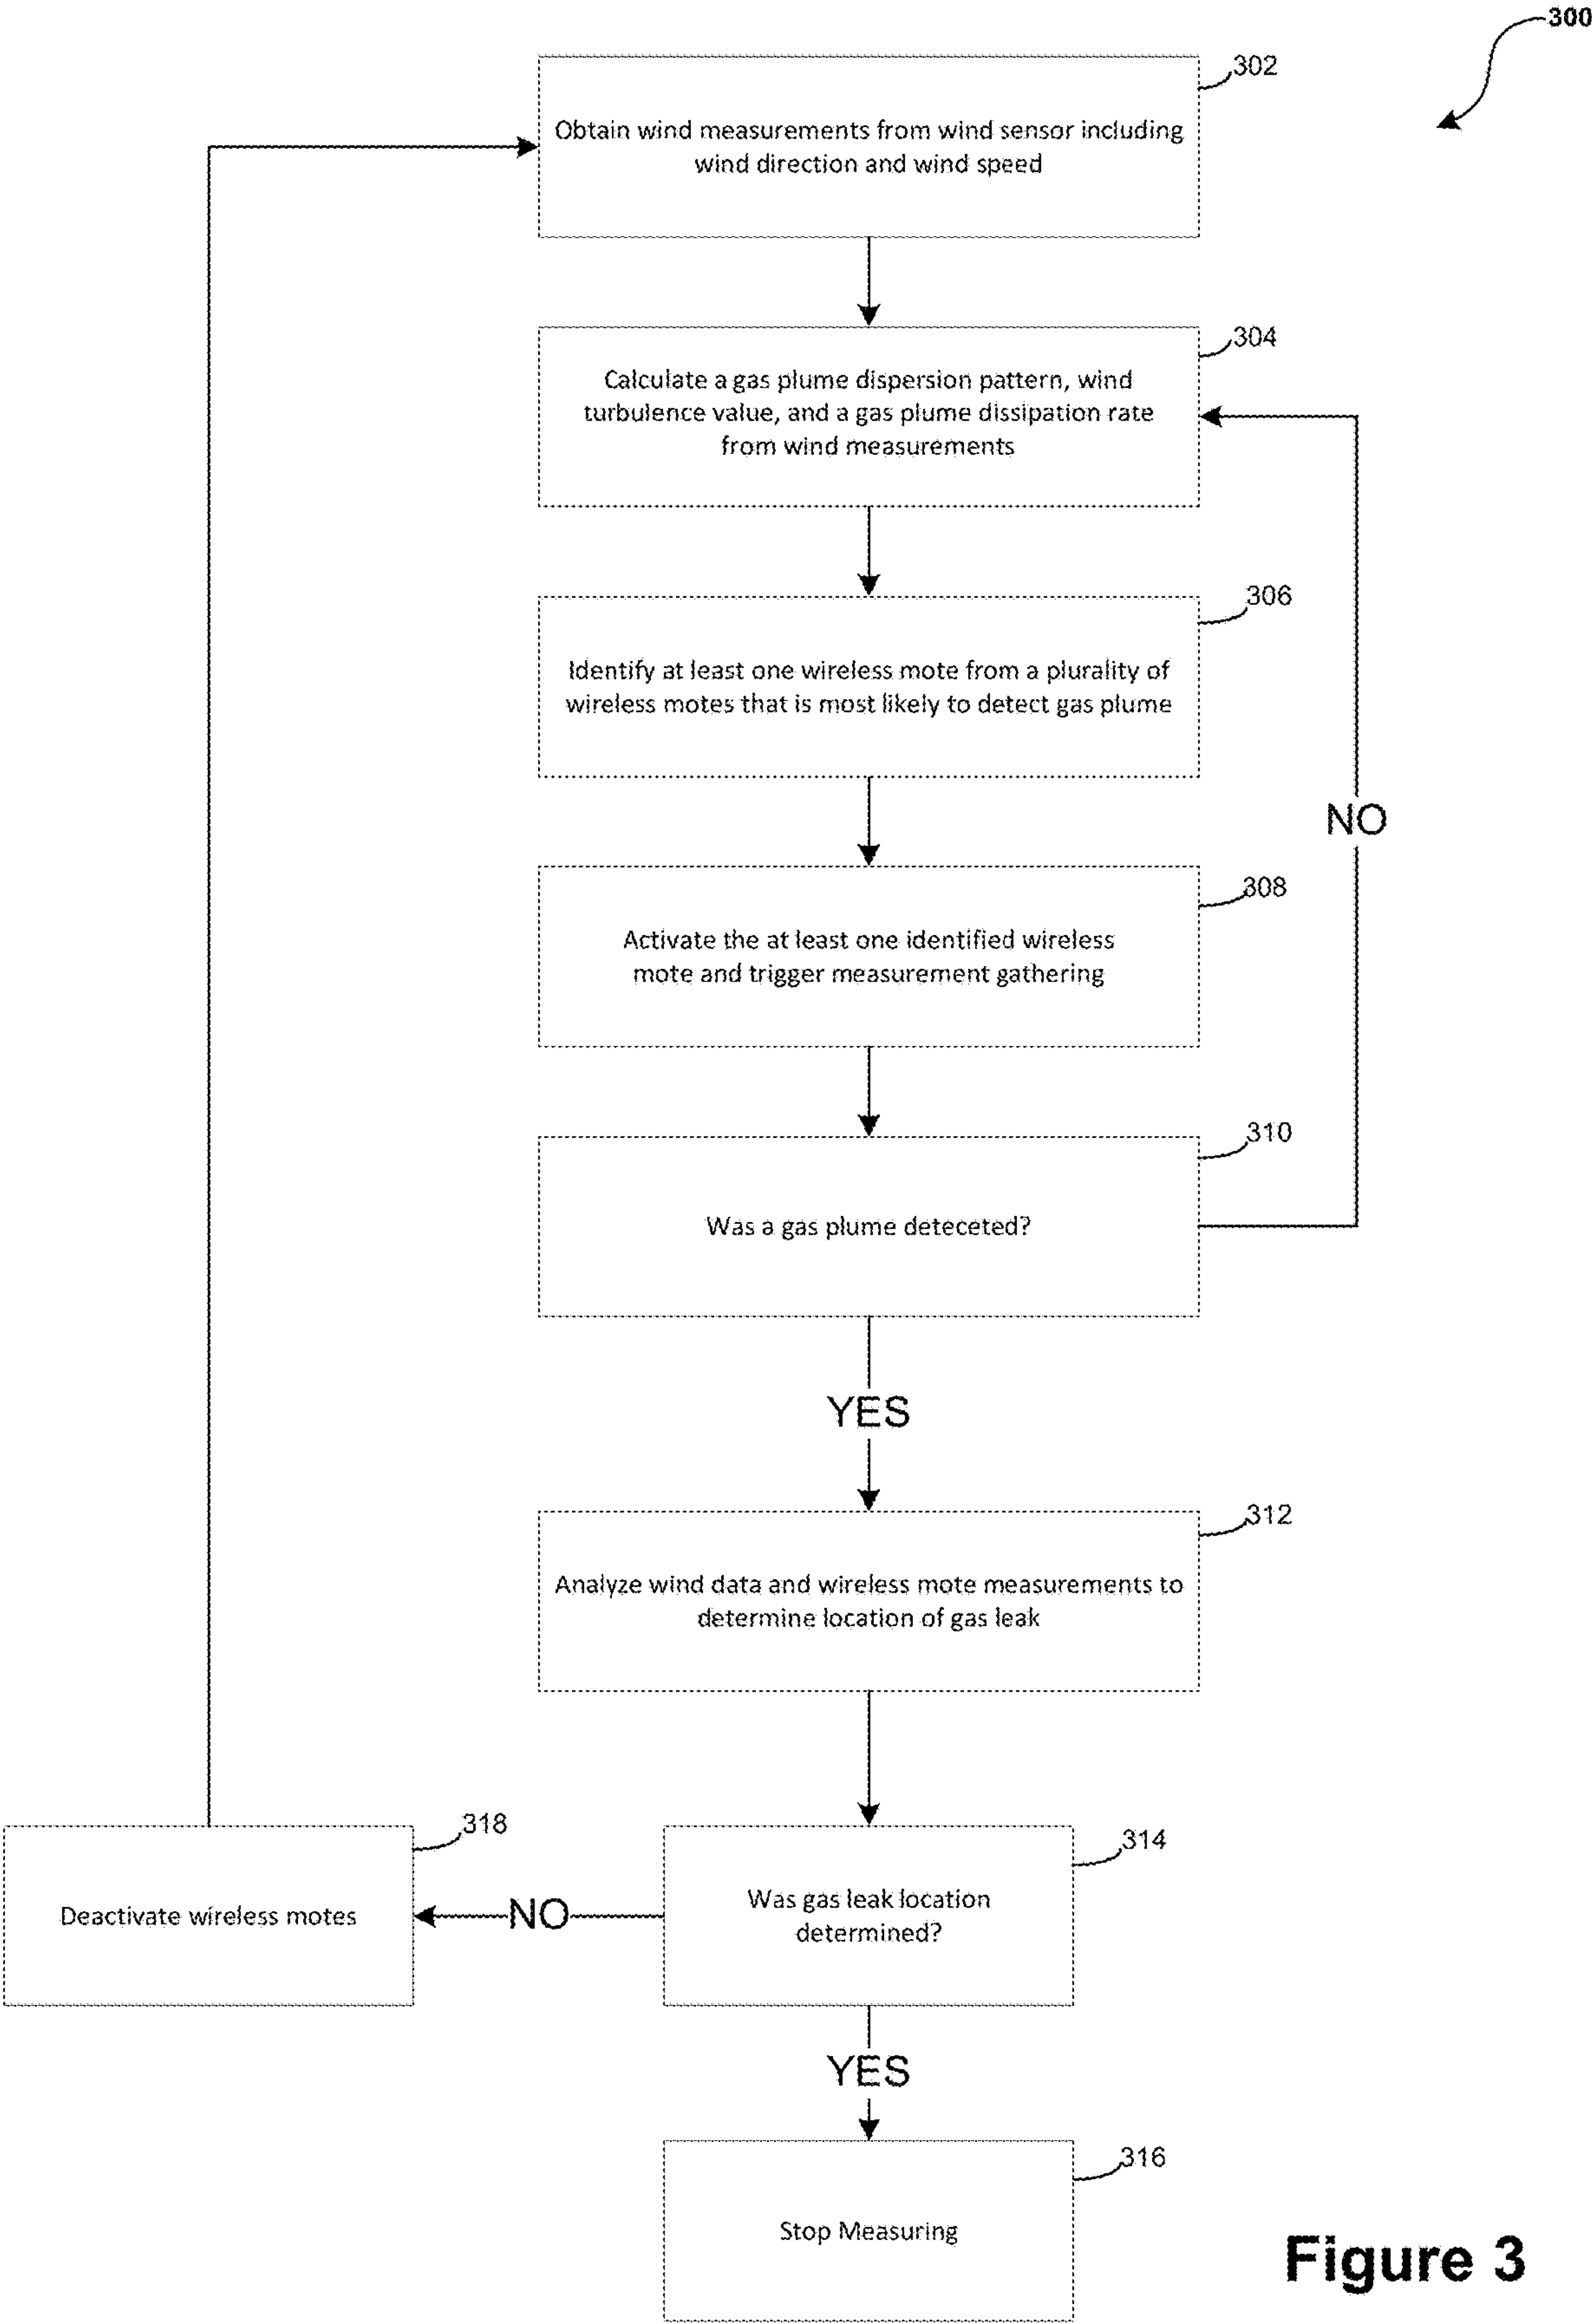 300
302
Obtain wind measurements from wind sensor including
wind direction and wind speed
304
Calculate a gas plume dispersion pattern, wind
turbulence value, and a gas plume dissipation rate
from wind measurements
306
Identify at least one wireless mote from a plurality of
wireless motes that is most likely to detect gas plume
NO
308
Activate the at least one identified wireless
mote and trigger measurement gathering
310
Was a gas plume deteceted?
YES
312
Analyze wind data and wireless mote measurements to
determine location of gas leak
318
Deactivate wireless motes
NO
314
Was gas leak location
determined?
YES
316
Stop Measuring
Figure 3